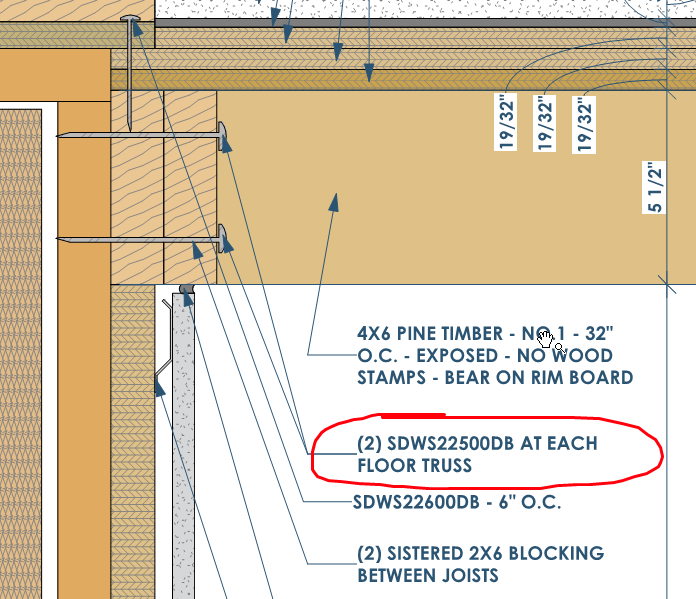 19/32"
19/32"
19/32"
5 1/2"
4X6 PINE TIMBER - NO 1 - 32"
O.C. - EXPOSED - NO WOOD
STAMPS - BEAR ON RIM BOARD
(2) SDWS22500DB AT EACH
FLOOR TRUSS
SDWS22600DB - 6" O.C.
(2) SISTERED 2X6 BLOCKING
BETWEEN JOISTS